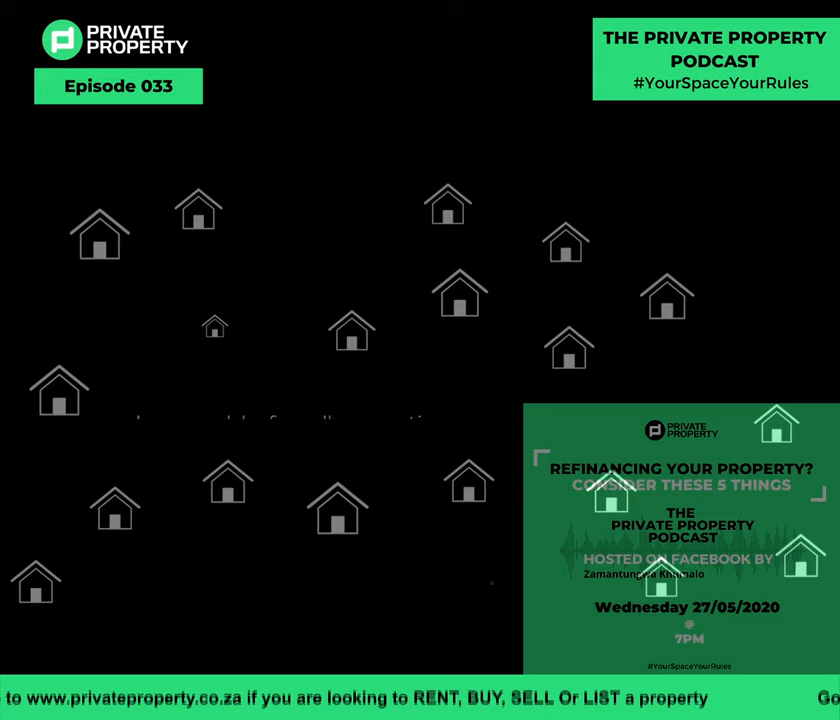 PRIVATE
PROPERTY
Episode 033
THE PRIVATE PROPERTY
PODCAST
#YourSpaceYourRules
PRIVATE
PROPERTY
REFINANCING YOUR PROPERTY?
CONSIDER THESE 5 THINGS
THE
PRIVATE PROPERTY
PODCAST
HOSTED ON FACEBOOK BY
Zamantungwa Khumalo
Wednesday 27/05/2020
@
7PM
#YourSpaceYourRules
to www.privateproperty.co.za if you are looking to RENT, BUY, SELL Or LIST a property